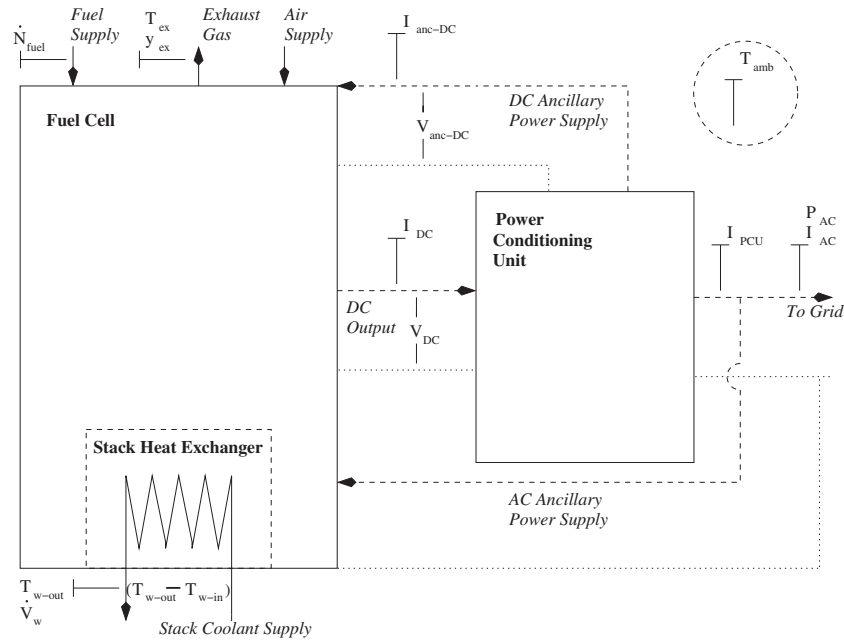 Ṅfuel
Fuel
Supply
Tex
yex
Exhaust
Gas
Air
Supply
Ianc−DC
Tamb
Fuel Cell
Vanc−DC
DC Ancillary
Power Supply
IDC
Power
Conditioning
Unit
IPCU
PAC
IAC
DC
Output
VDC
To Grid
Stack Heat Exchanger
AC Ancillary
Power Supply
Tw−out
(Tw−out − Tw−in)
V̇w
Stack Coolant Supply